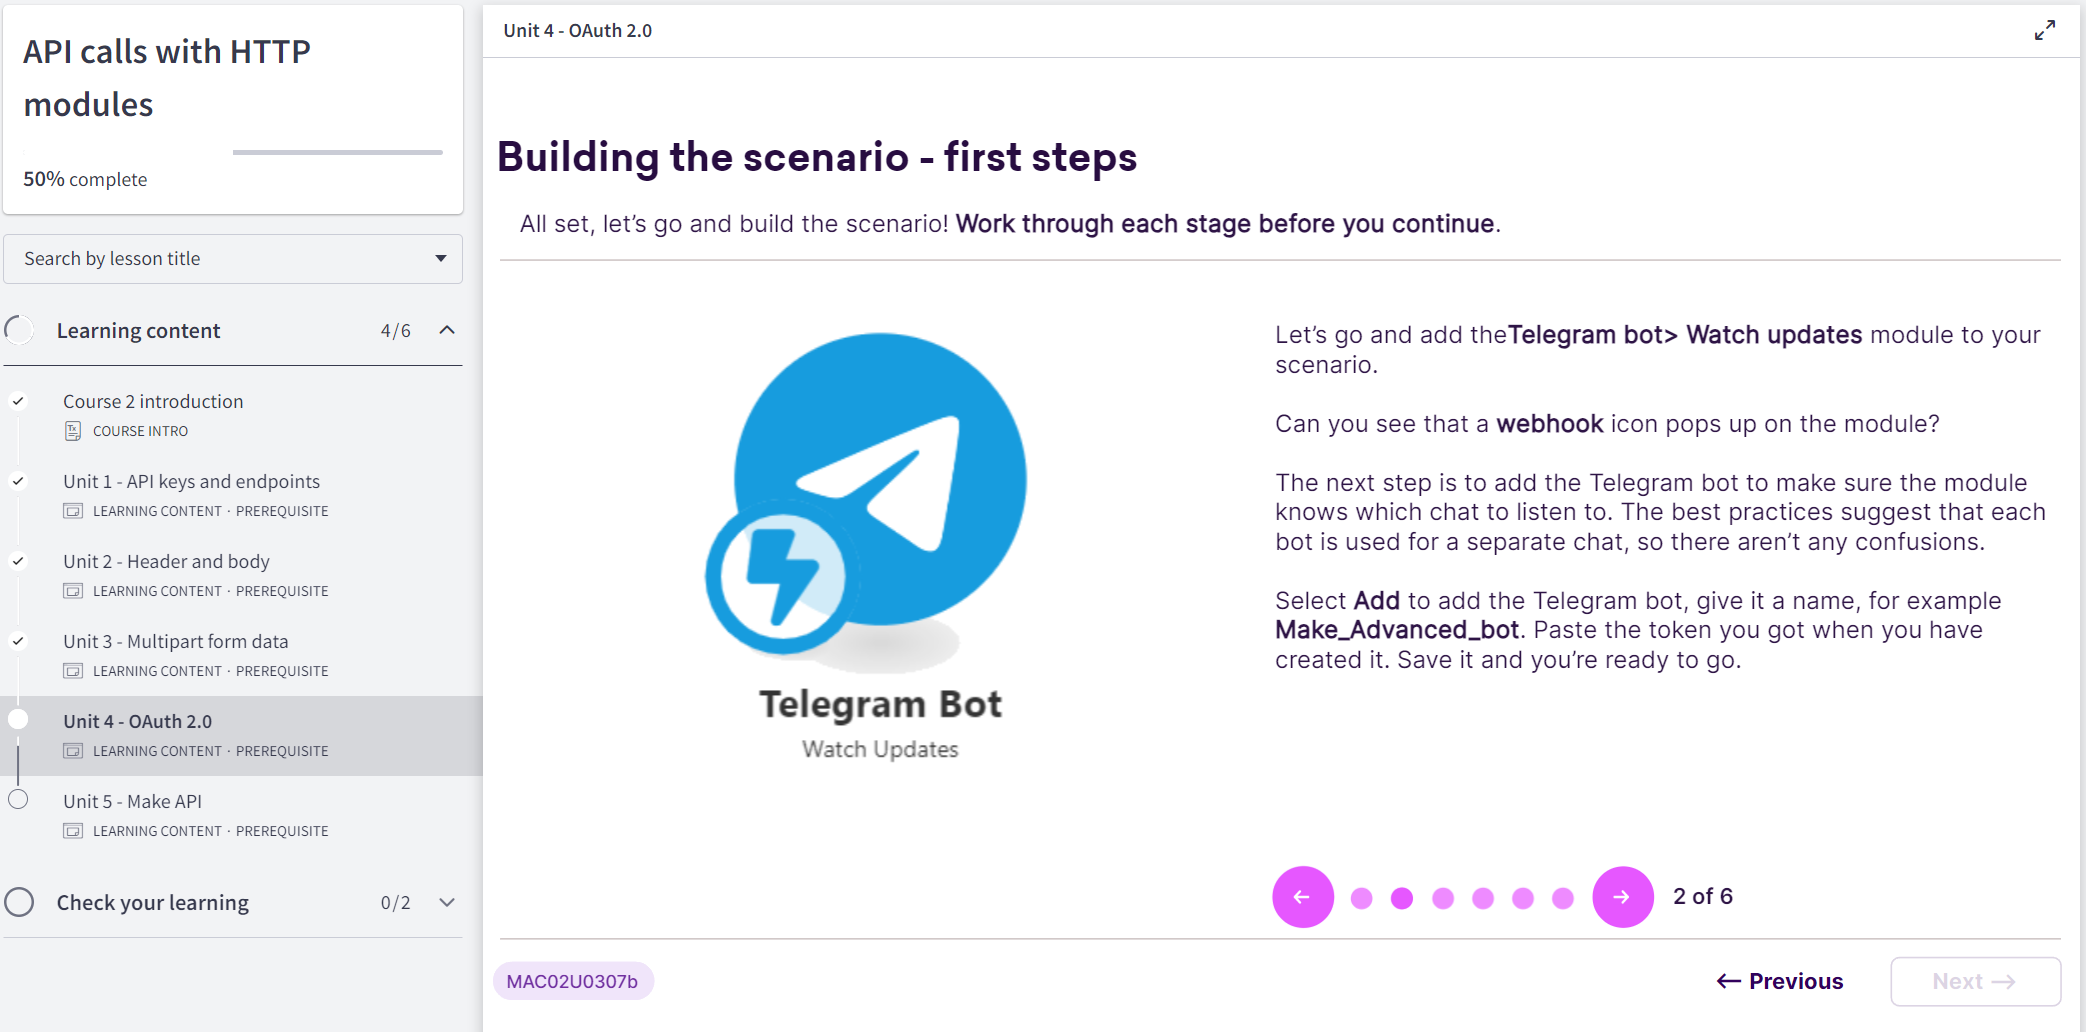 API calls with HTTP
modules
50% complete
Search by lesson title
Learning content 4/6
Course 2 introduction
COURSE INTRO
Unit 1 - API keys and endpoints
LEARNING CONTENT · PREREQUISITE
Unit 2 - Header and body
LEARNING CONTENT · PREREQUISITE
Unit 3 - Multipart form data
LEARNING CONTENT · PREREQUISITE
Unit 4 - OAuth 2.0
LEARNING CONTENT · PREREQUISITE
Unit 5 - Make API
LEARNING CONTENT · PREREQUISITE
Check your learning 0/2
Unit 4 - OAuth 2.0
Building the scenario - first steps
All set, let’s go and build the scenario! Work through each stage before you continue.
Telegram Bot
Watch Updates
Let’s go and add theTelegram bot> Watch updates module to your
scenario.
Can you see that a webhook icon pops up on the module?
The next step is to add the Telegram bot to make sure the module
knows which chat to listen to. The best practices suggest that each
bot is used for a separate chat, so there aren’t any confusions.
Select Add to add the Telegram bot, give it a name, for example
Make_Advanced_bot. Paste the token you got when you have
created it. Save it and you’re ready to go.
← → 2 of 6
MAC02U0307b
← Previous
Next →